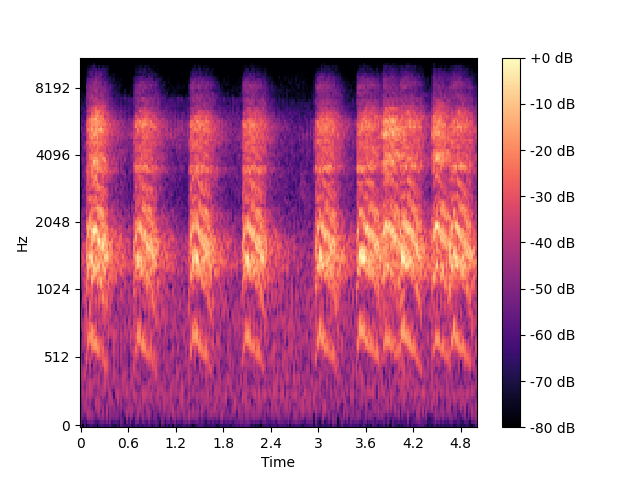 8192
4096
2048
1024
512
0
Hz
0 0.6 1.2 1.8 2.4 3 3.6 4.2 4.8
Time
+0 dB
-10 dB
-20 dB
-30 dB
-40 dB
-50 dB
-60 dB
-70 dB
-80 dB